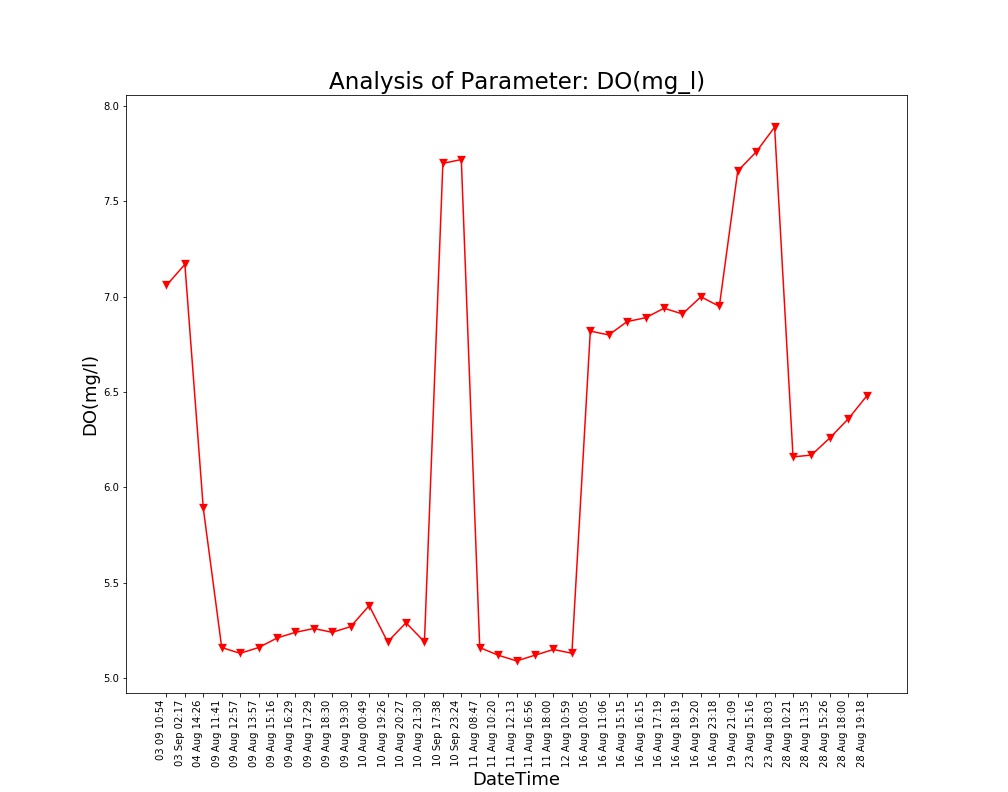 Analysis of Parameter: DO(mg_l)
8.0
7.5
7.0
6.5
6.0
5.5
5.0
DO(mg/l)
03 09 10:54
03 Sep 02:17
04 Aug 14:26
09 Aug 11:41
09 Aug 12:57
09 Aug 13:57
09 Aug 15:16
09 Aug 16:29
09 Aug 17:29
09 Aug 18:30
09 Aug 19:30
10 Aug 00:49
10 Aug 19:26
10 Aug 20:27
10 Aug 21:30
10 Sep 17:38
10 Sep 23:24
11 Aug 08:47
11 Aug 10:20
11 Aug 12:13
11 Aug 16:56
11 Aug 18:00
12 Aug 10:59
16 Aug 10:05
16 Aug 11:06
16 Aug 15:15
16 Aug 16:15
16 Aug 17:19
16 Aug 18:19
16 Aug 19:20
16 Aug 23:18
19 Aug 21:09
23 Aug 15:16
23 Aug 18:03
28 Aug 10:21
28 Aug 11:35
28 Aug 15:26
28 Aug 18:00
28 Aug 19:18
DateTime